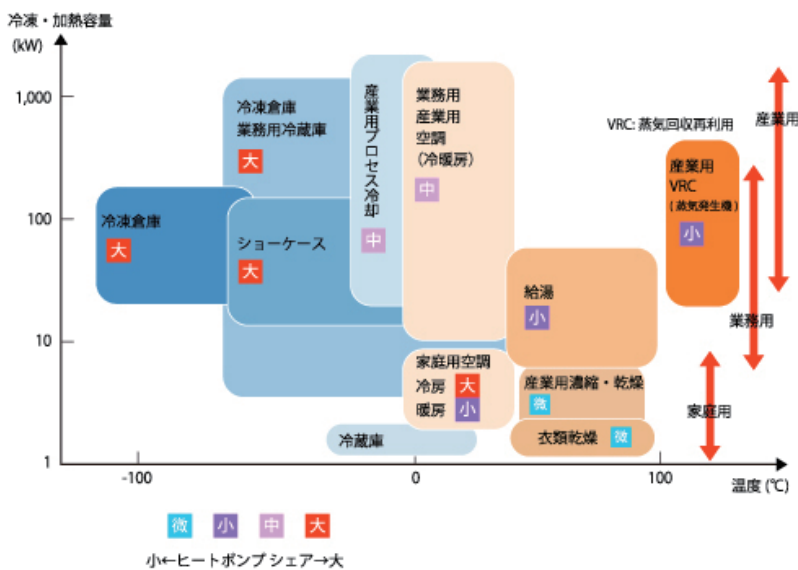 冷凍・加熱容量
(kW)
1,000
100
10
1
冷凍倉庫
業務用冷蔵庫
大
冷凍倉庫
大
ショーケース
大
産業用プロセス冷却
中
業務用
産業用
空調
（冷暖房）
中
VRC: 蒸気回収再利用
産業用
VRC
(蒸気発生機)
小
産業用
業務用
家庭用
給湯
小
家庭用空調
冷房 大
暖房 小
産業用濃縮・乾燥
微
冷蔵庫
衣類乾燥 微
-100
0
100
温度 (℃)
微 小 中 大
小←ヒートポンプ シェア→大